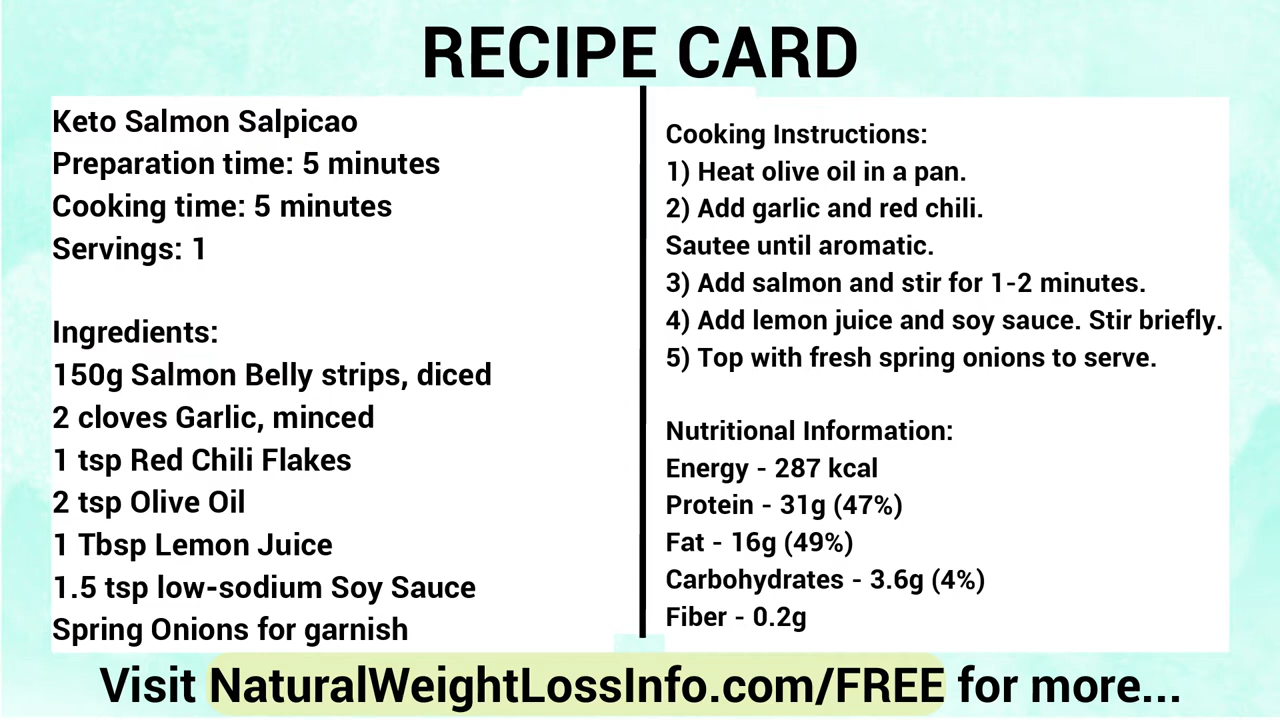 RECIPE CARD
Keto Salmon Salpicao
Preparation time: 5 minutes
Cooking time: 5 minutes
Servings: 1
Ingredients:
150g Salmon Belly strips, diced
2 cloves Garlic, minced
1 tsp Red Chili Flakes
2 tsp Olive Oil
1 Tbsp Lemon Juice
1.5 tsp low-sodium Soy Sauce
Spring Onions for garnish
Cooking Instructions:
1) Heat olive oil in a pan.
2) Add garlic and red chili.
Sautee until aromatic.
3) Add salmon and stir for 1-2 minutes.
4) Add lemon juice and soy sauce. Stir briefly.
5) Top with fresh spring onions to serve.
Nutritional Information:
Energy - 287 kcal
Protein - 31g (47%)
Fat - 16g (49%)
Carbohydrates - 3.6g (4%)
Fiber - 0.2g
Visit NaturalWeightLossInfo.com/FREE for more...